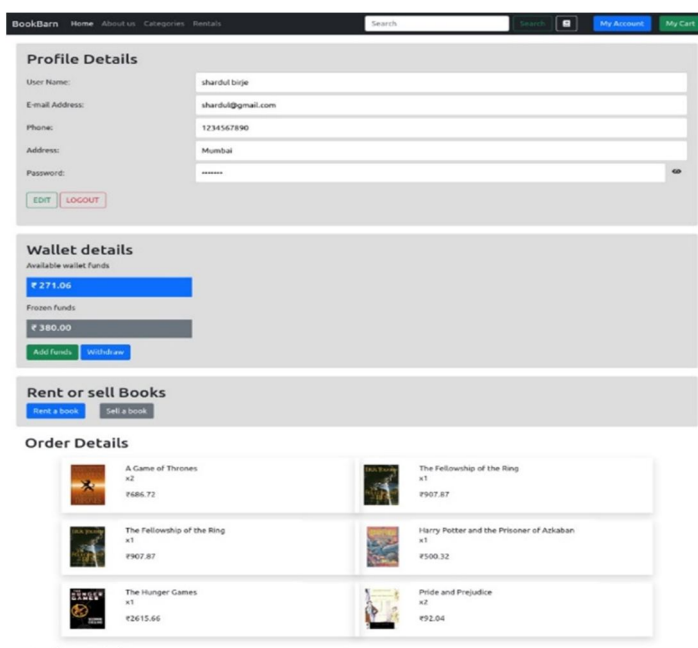 BookBarn Home About us Categories Rentals Search Search My Account My Cart
Profile Details
User Name: shardul birje
E-mail Address: shardul@gmail.com
Phone: 1234567890
Address: Mumbai
Password: •••••••
EDIT LOGOUT
Wallet details
Available wallet funds
₹ 271.06
Frozen funds
₹ 380.00
Add funds Withdraw
Rent or sell Books
Rent a book Sell a book
Order Details
A Game of Thrones
x2
₹686.72
The Fellowship of the Ring
x1
₹907.87
The Fellowship of the Ring
x1
₹907.87
Harry Potter and the Prisoner of Azkaban
x1
₹500.32
THE HUNGER GAMES
The Hunger Games
x1
₹2615.66
Pride and Prejudice
x2
₹92.04